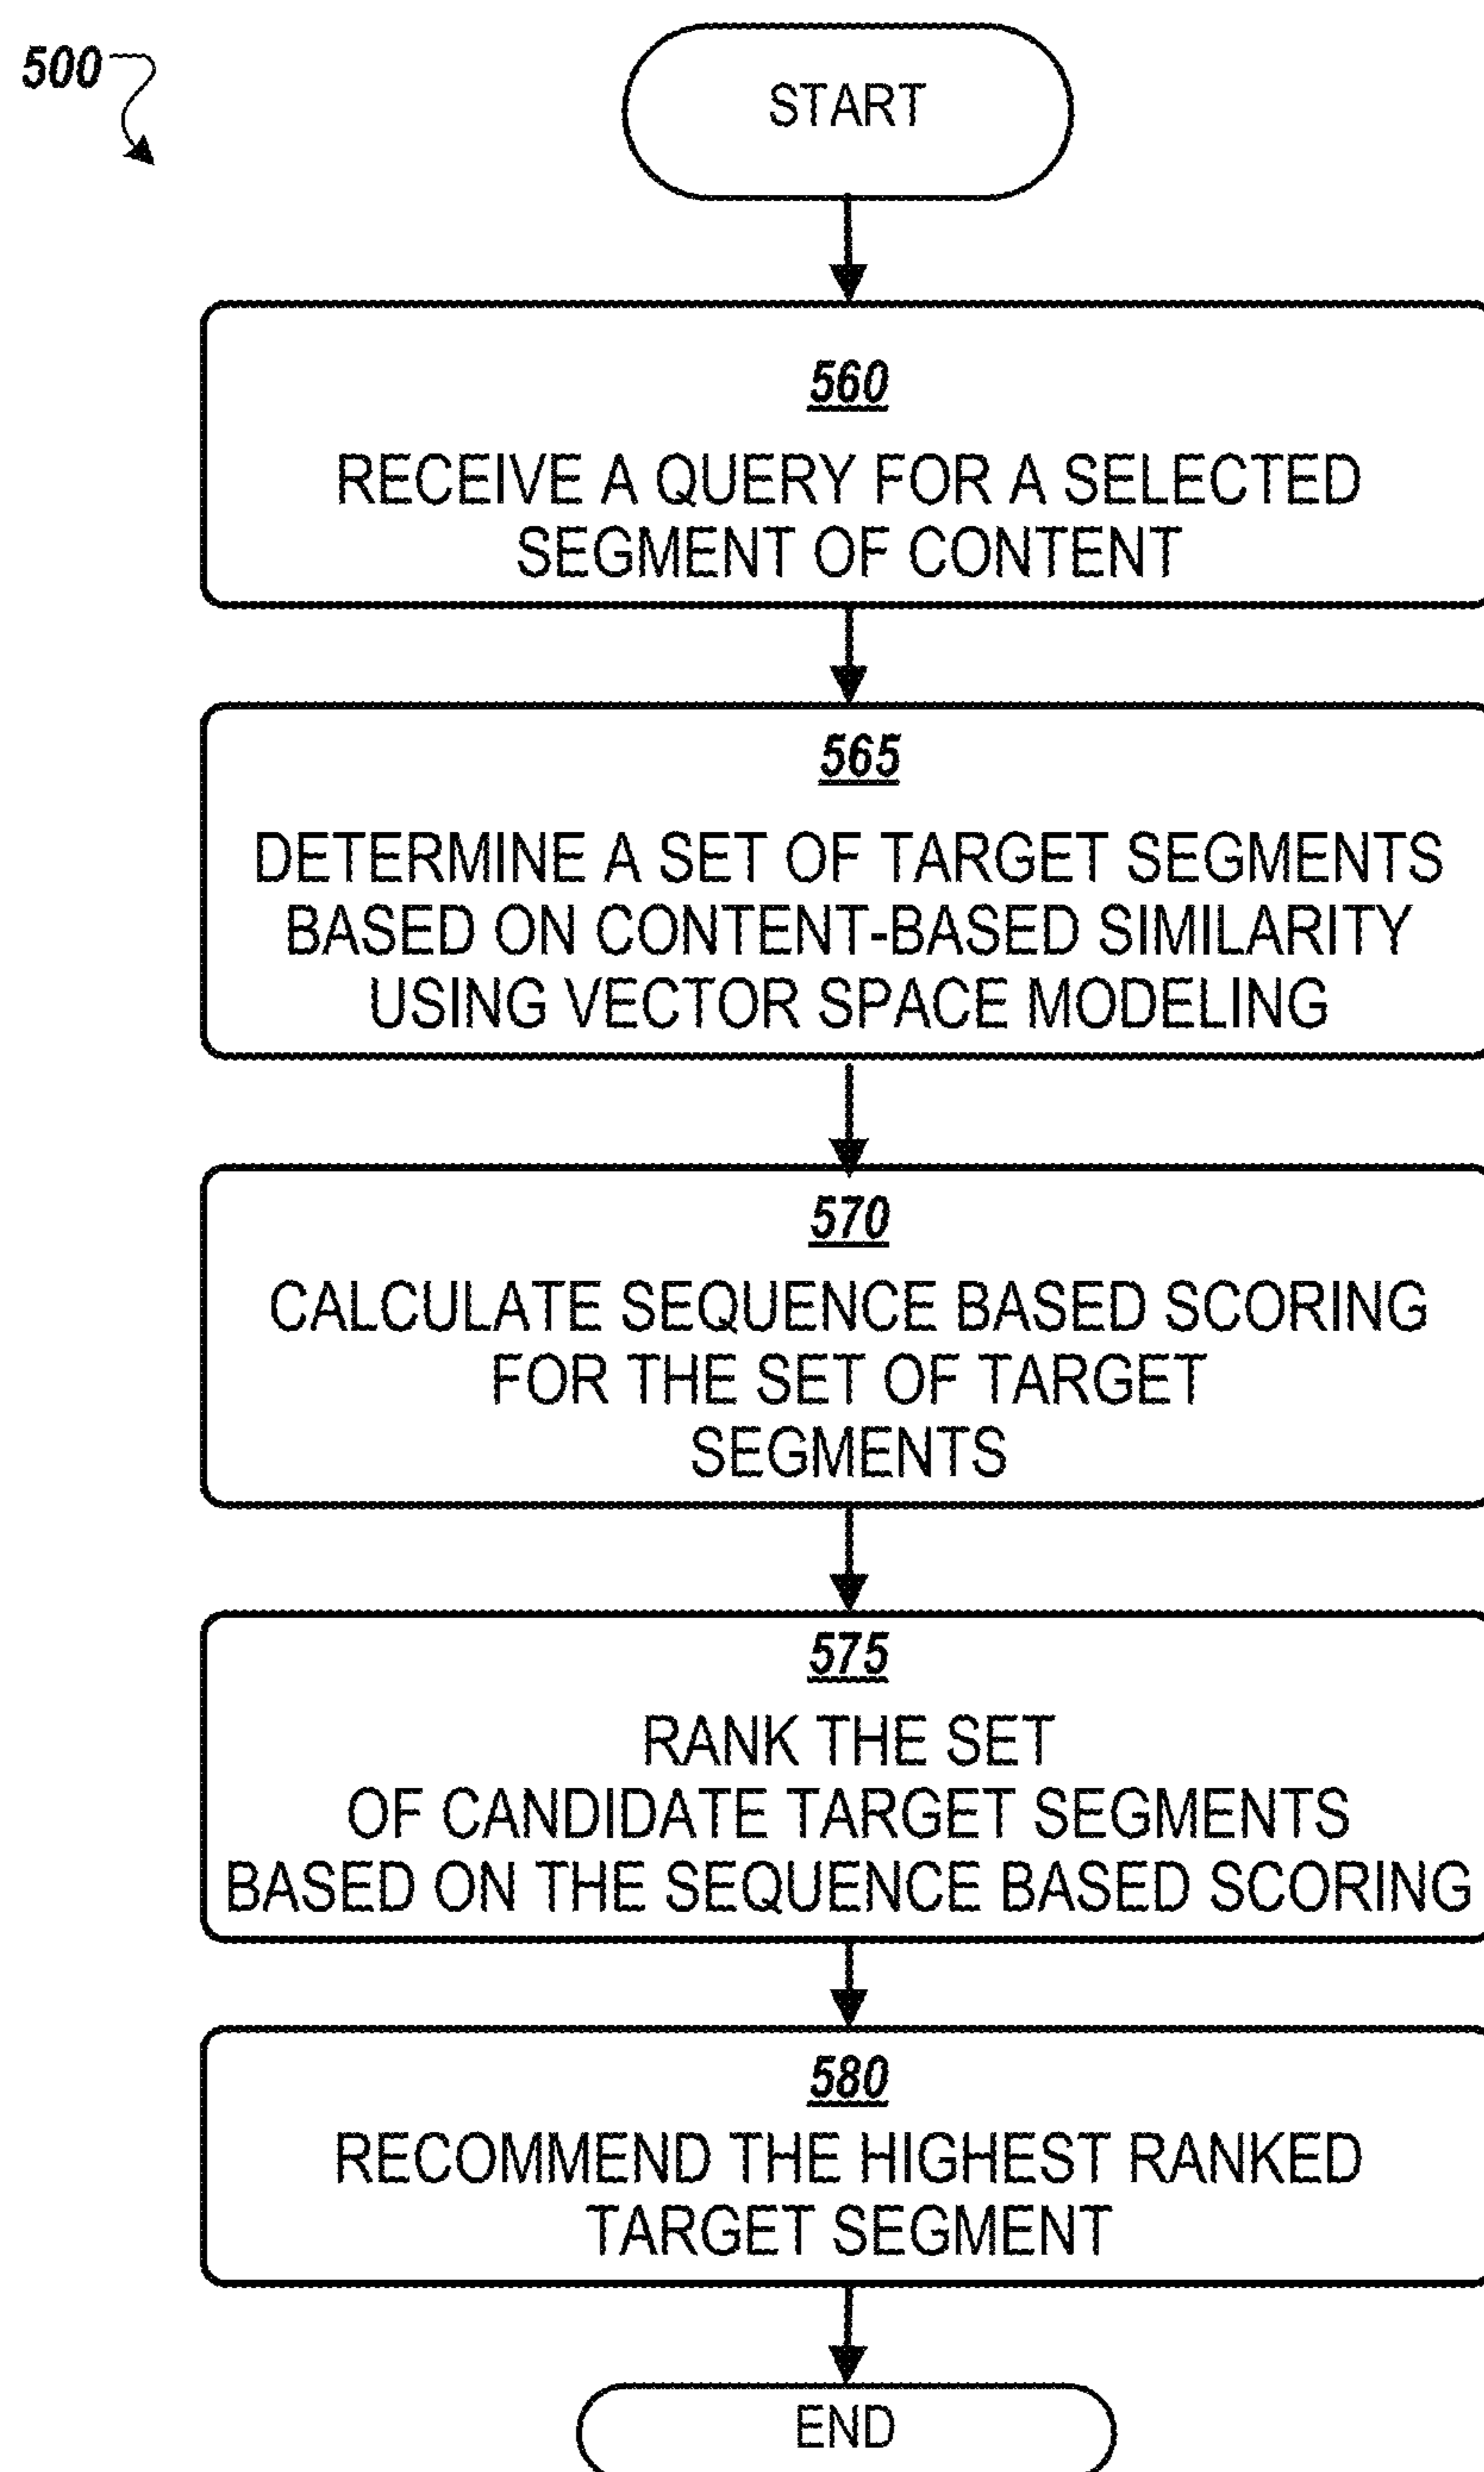 500
START
560
RECEIVE A QUERY FOR A SELECTED
SEGMENT OF CONTENT
565
DETERMINE A SET OF TARGET SEGMENTS
BASED ON CONTENT-BASED SIMILARITY
USING VECTOR SPACE MODELING
570
CALCULATE SEQUENCE BASED SCORING
FOR THE SET OF TARGET
SEGMENTS
575
RANK THE SET
OF CANDIDATE TARGET SEGMENTS
BASED ON THE SEQUENCE BASED SCORING
580
RECOMMEND THE HIGHEST RANKED
TARGET SEGMENT
END